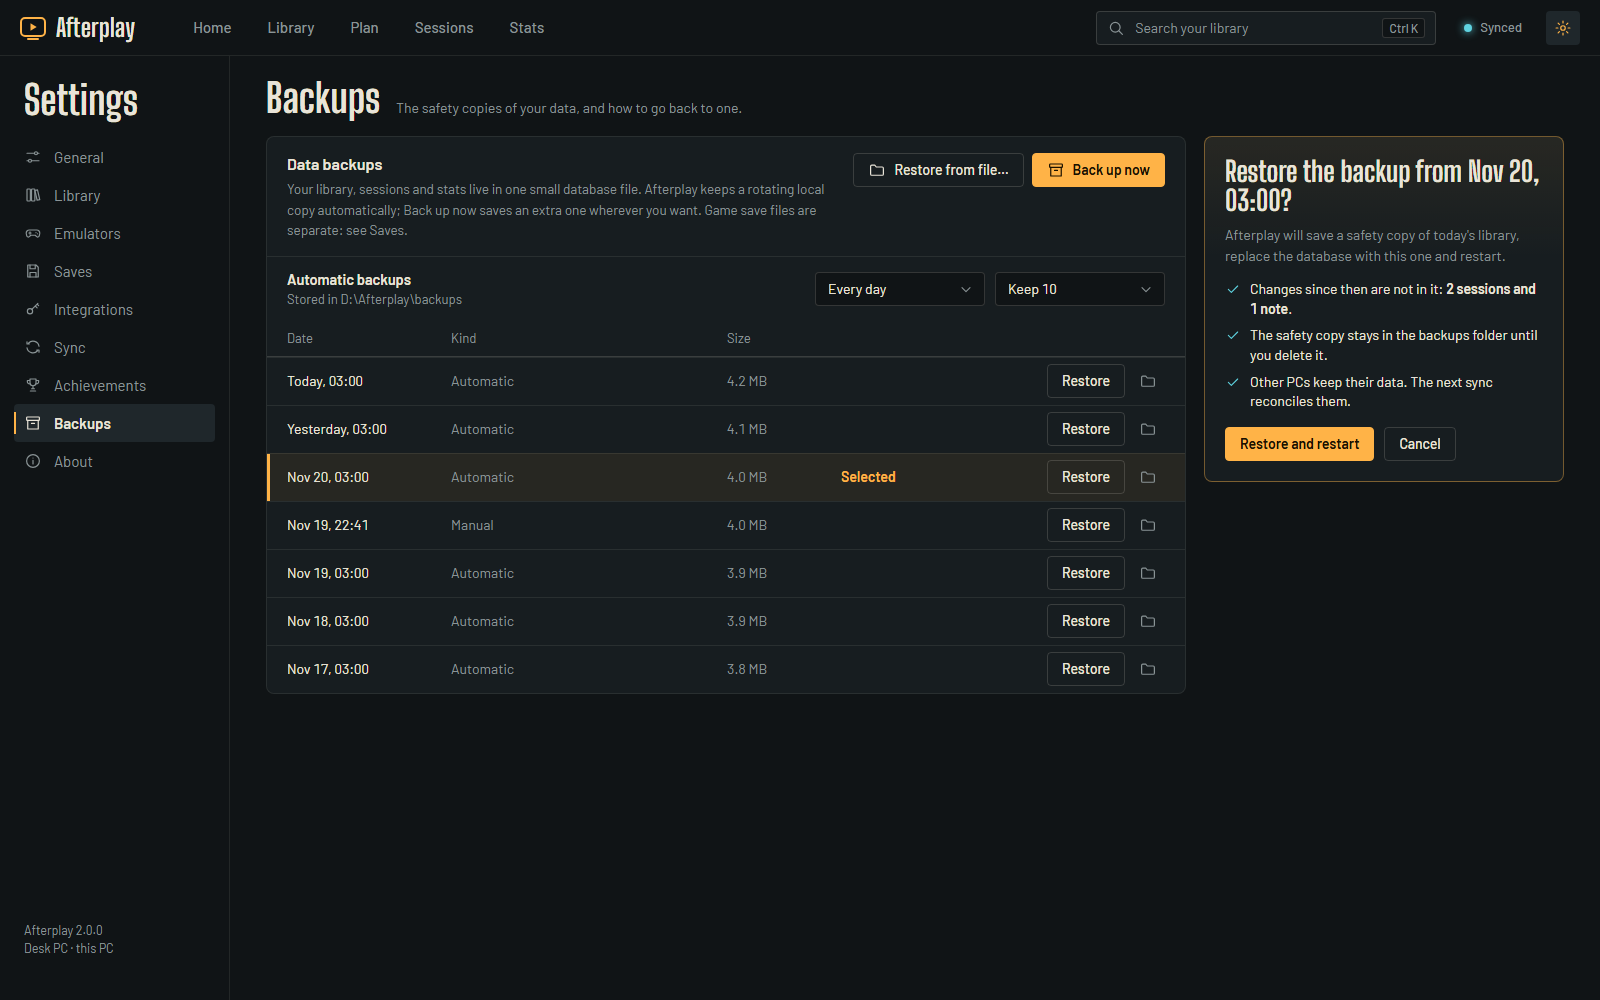 Afterplay
Home
Library
Plan
Sessions
Stats
Search your library
Ctrl K
Synced
Settings
General
Library
Emulators
Saves
Integrations
Sync
Achievements
Backups
About
Afterplay 2.0.0
Desk PC · this PC
Backups
The safety copies of your data, and how to go back to one.
Data backups
Your library, sessions and stats live in one small database file. Afterplay keeps a rotating local
copy automatically; Back up now saves an extra one wherever you want. Game save files are
separate: see Saves.
Restore from file...
Back up now
Automatic backups
Stored in D:\Afterplay\backups
Every day
Keep 10
Date Kind Size
Today, 03:00 Automatic 4.2 MB Restore
Yesterday, 03:00 Automatic 4.1 MB Restore
Nov 20, 03:00 Automatic 4.0 MB Selected Restore
Nov 19, 22:41 Manual 4.0 MB Restore
Nov 19, 03:00 Automatic 3.9 MB Restore
Nov 18, 03:00 Automatic 3.9 MB Restore
Nov 17, 03:00 Automatic 3.8 MB Restore
Restore the backup from Nov 20,
03:00?
Afterplay will save a safety copy of today's library,
replace the database with this one and restart.
Changes since then are not in it: 2 sessions and
1 note.
The safety copy stays in the backups folder until
you delete it.
Other PCs keep their data. The next sync
reconciles them.
Restore and restart
Cancel